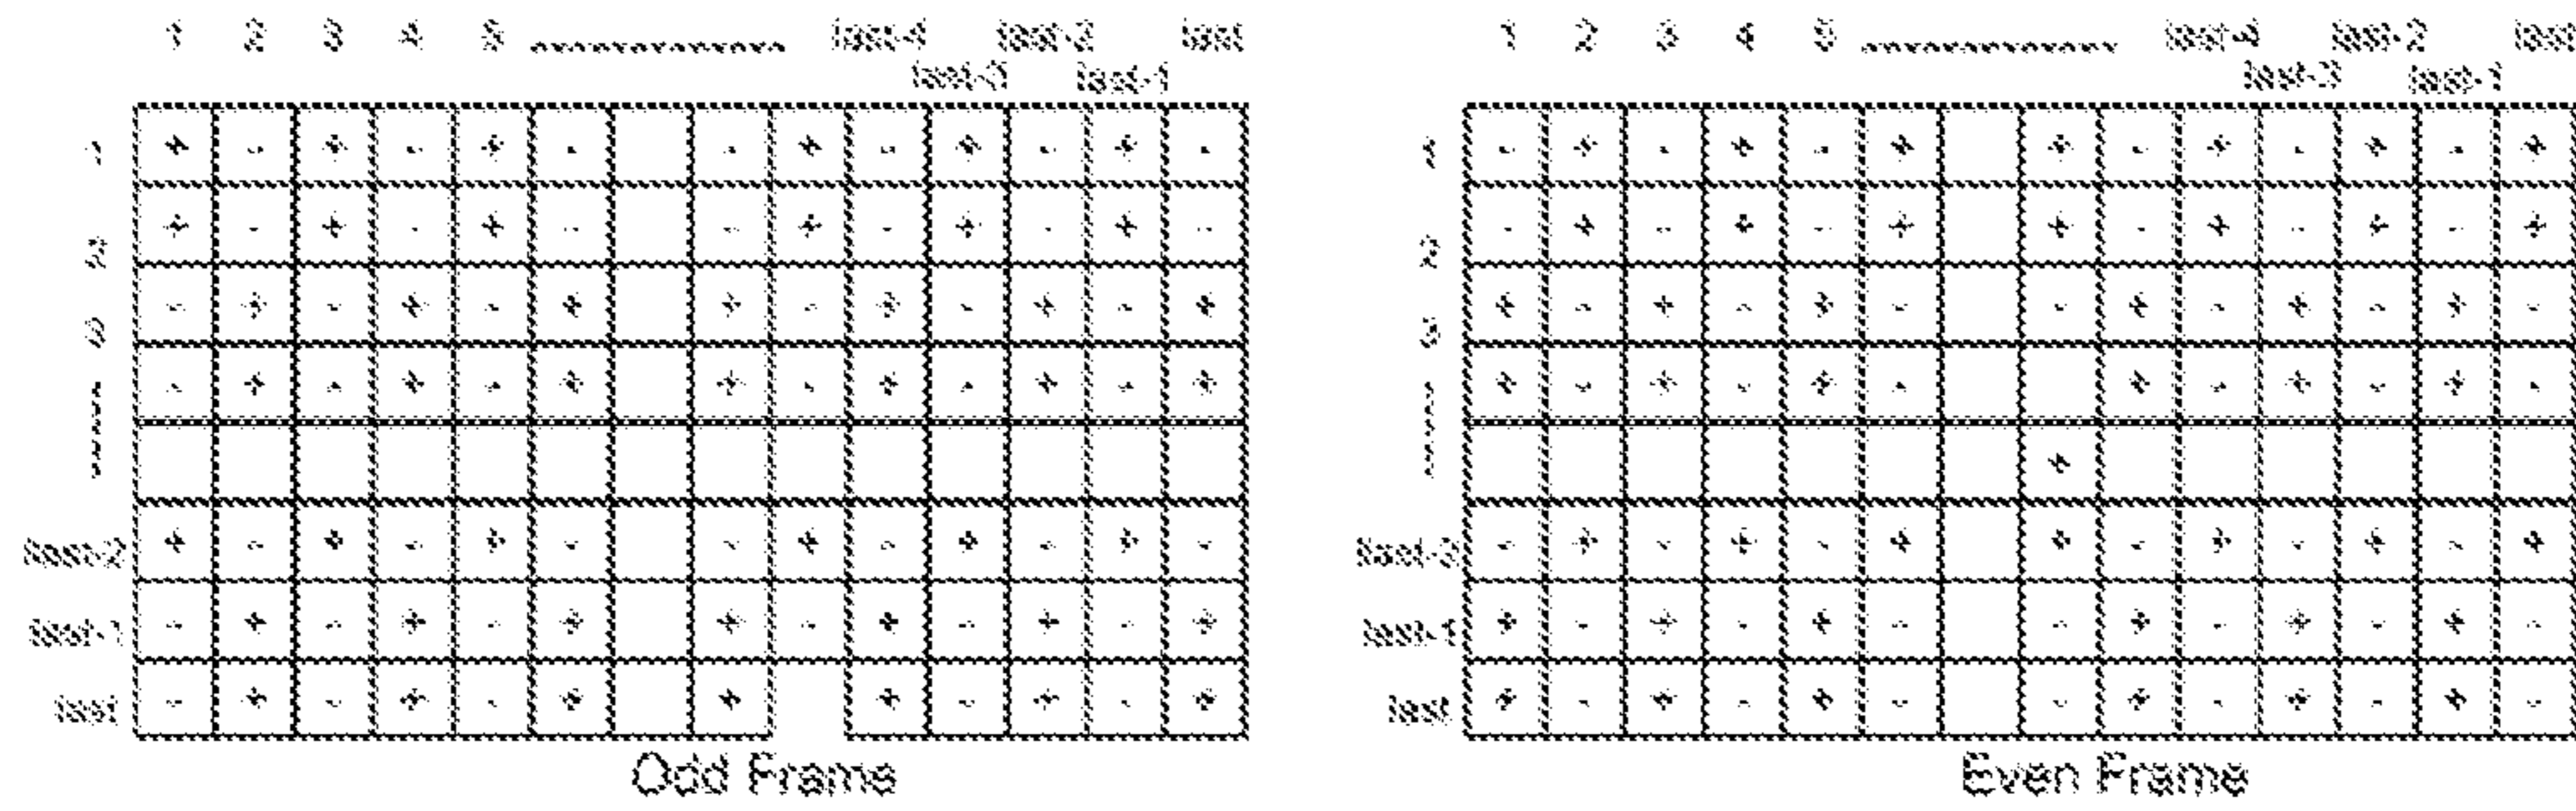 1 2 3 4 5 ............... last-4 last-2 last 1 2 3 4 5 ............... last-4 last-2 last
last-3 last-1 last-3 last-1
1 + - + - + - - + - + - + - 1 - + - + - + + - + - + - +
2 + - + - + - - + - + - + - 2 - + - + - + + - + - + - +
3 - + - + - + + - + - + - + 3 + - + - + - - + - + - + -
- + - + - + + - + - + - + + - + - + - + - + - + -
+
last-2 + - + - + - - + - + - + - last-2 - + - + - + + - + - + - +
last-1 - + - + - + + - + - + - + last-1 + - + - + - - + - + - + -
last - + - + - + + + - + - + last + - + - + - - + - + - + -
Odd Frame Even Frame